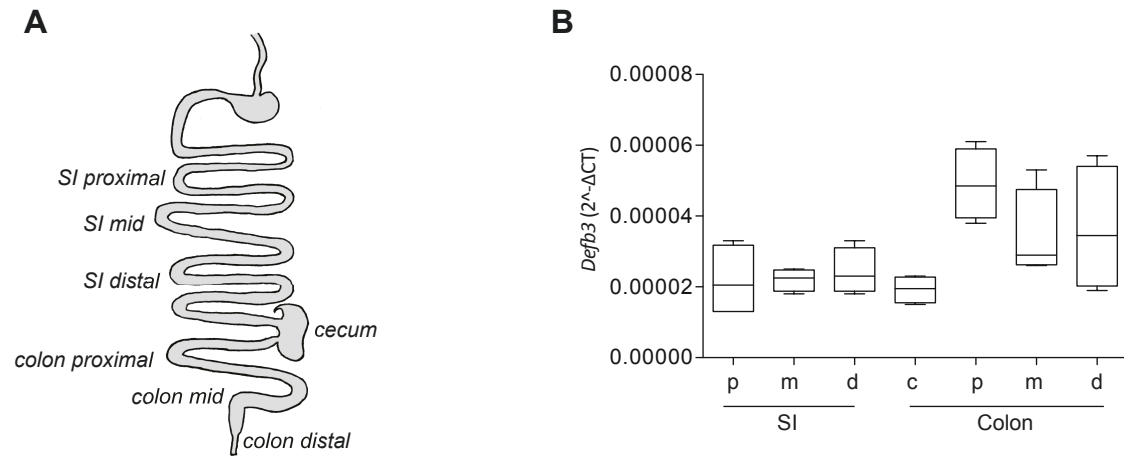 A
SI proximal
SI mid
SI distal
cecum
colon proximal
colon mid
colon distal
B
Defb3 (2^-ΔCT)
0.00008
0.00006
0.00004
0.00002
0.00000
p m d c p m d
SI Colon